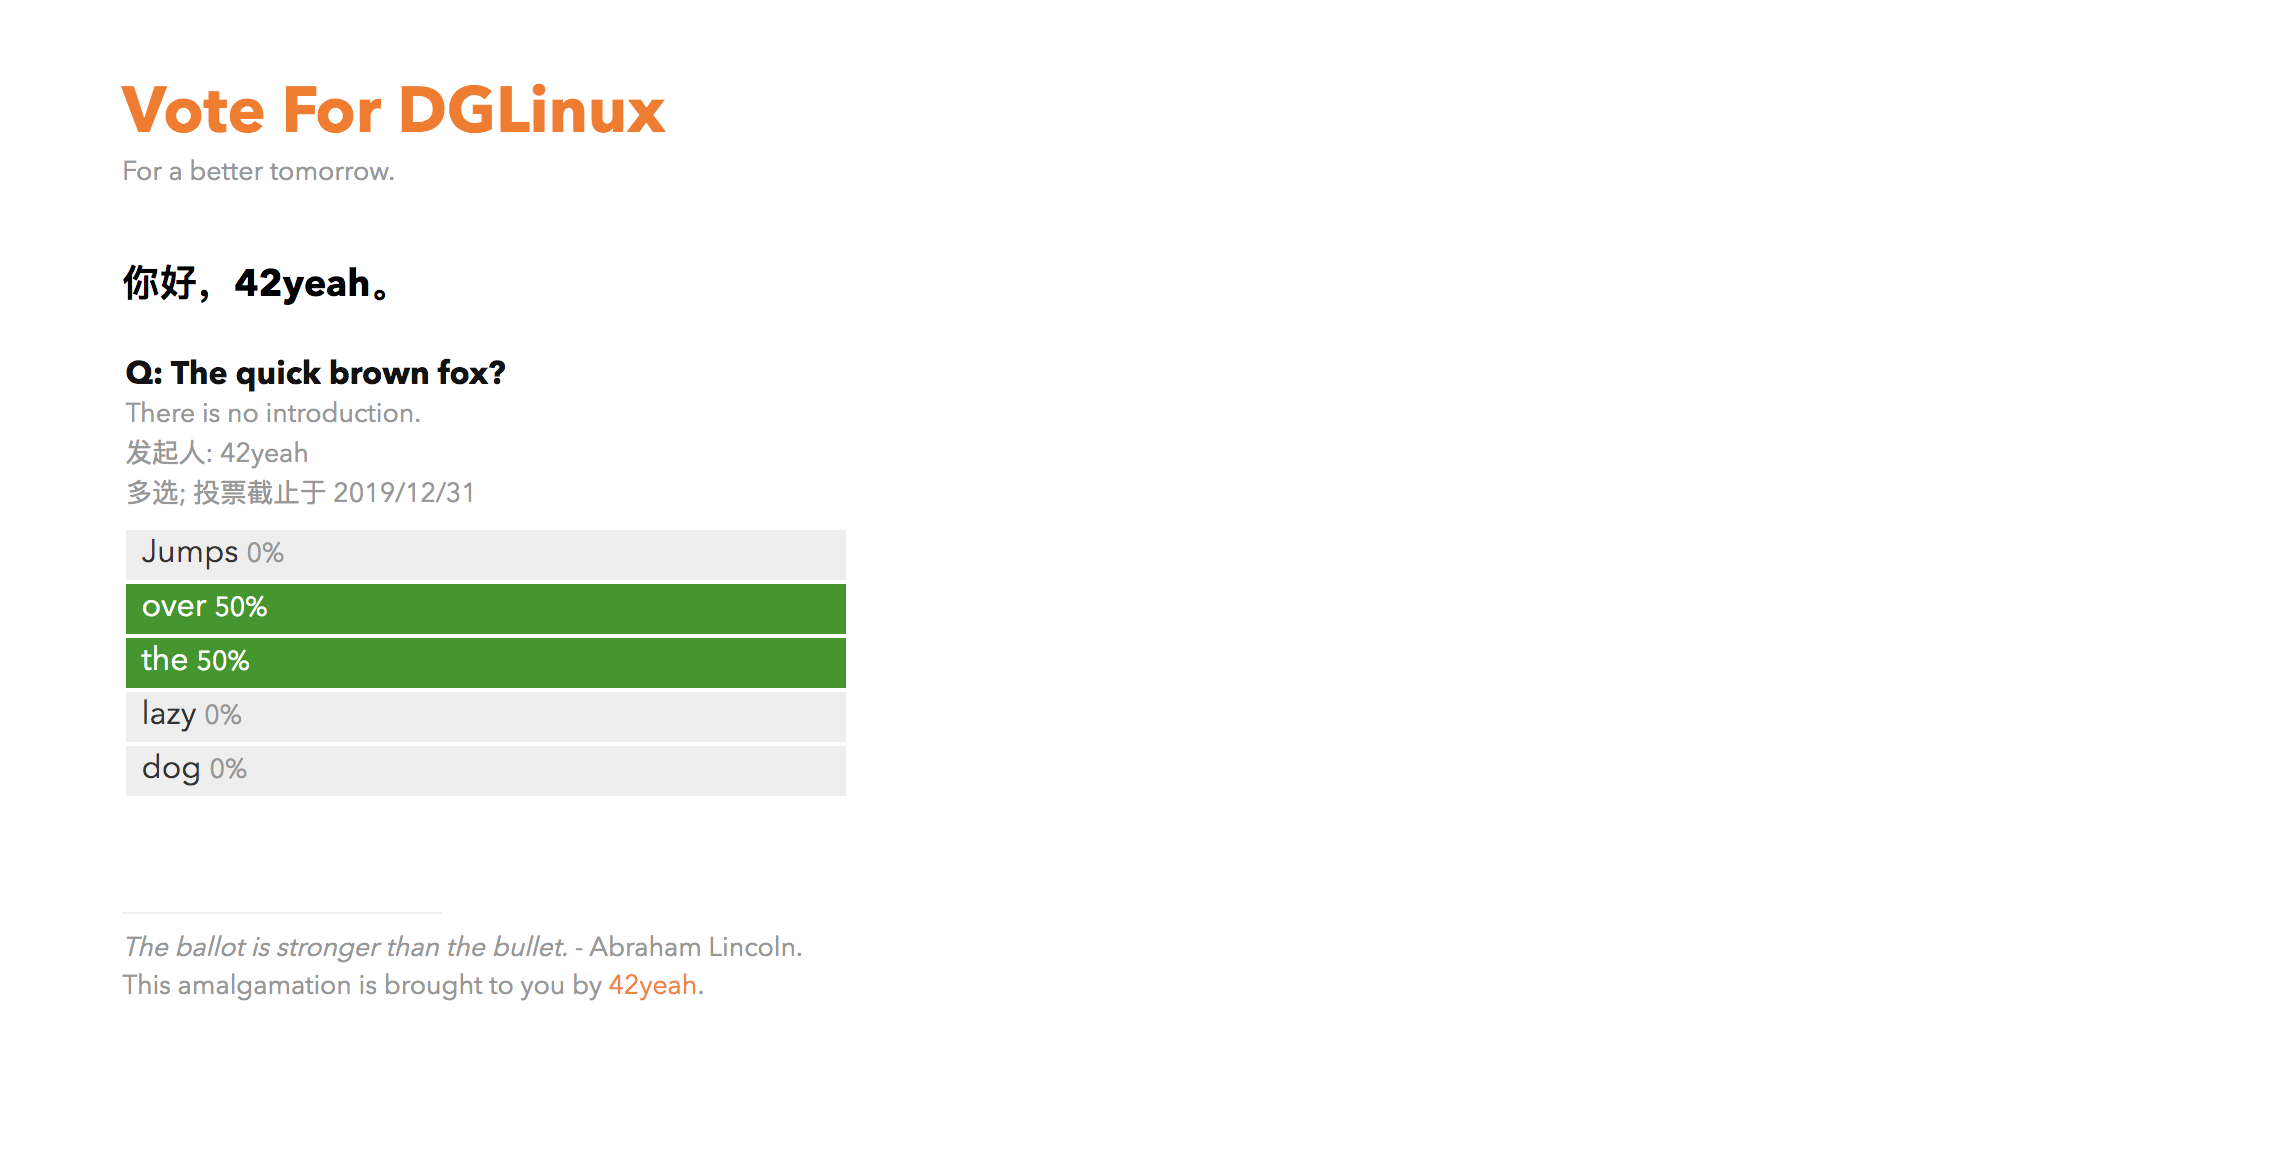 Vote For DGLinux
For a better tomorrow.
你好，42yeah。
Q: The quick brown fox?
There is no introduction.
发起人: 42yeah
多选; 投票截止于 2019/12/31
Jumps 0%
over 50%
the 50%
lazy 0%
dog 0%
The ballot is stronger than the bullet. - Abraham Lincoln.
This amalgamation is brought to you by 42yeah.